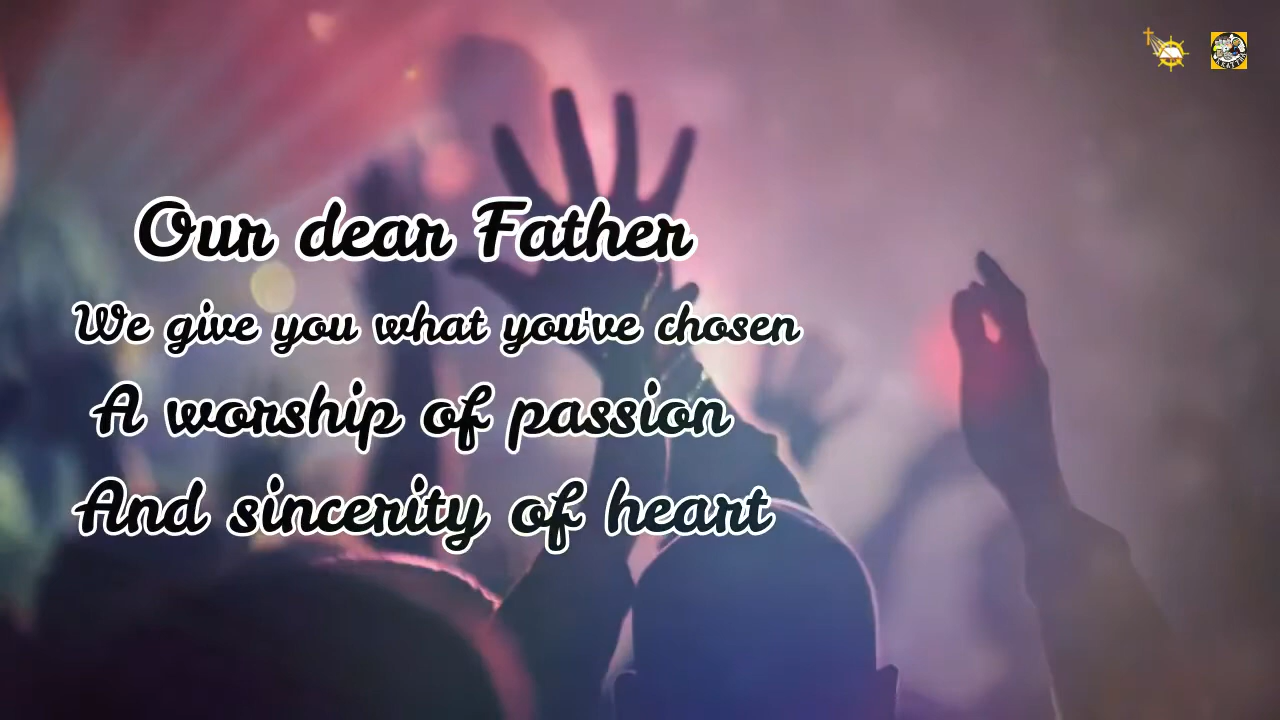 Our dear Father
We give you what you've chosen
A worship of passion
And sincerity of heart